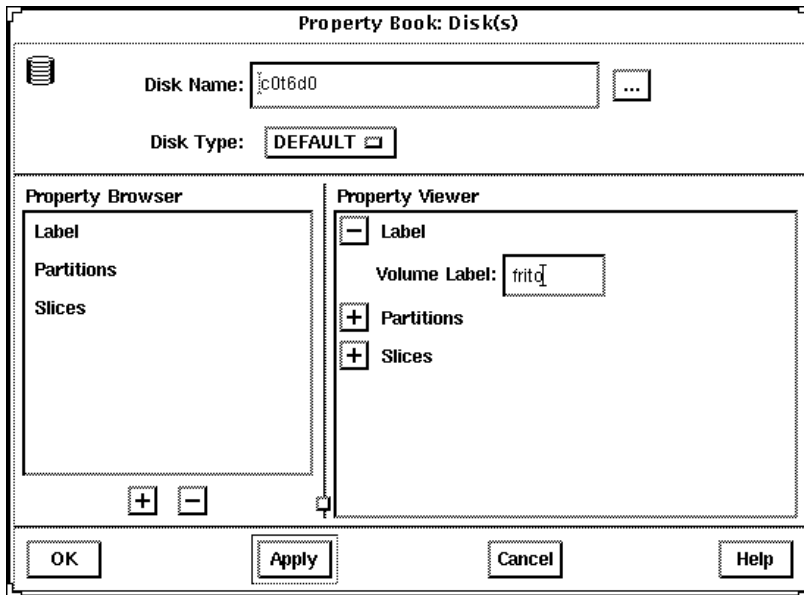 Property Book: Disk(s)
Disk Name: c0t6d0 ...
Disk Type: DEFAULT
Property Browser
Label
Partitions
Slices
+ −
Property Viewer
− Label
Volume Label: frito
+ Partitions
+ Slices
OK Apply Cancel Help